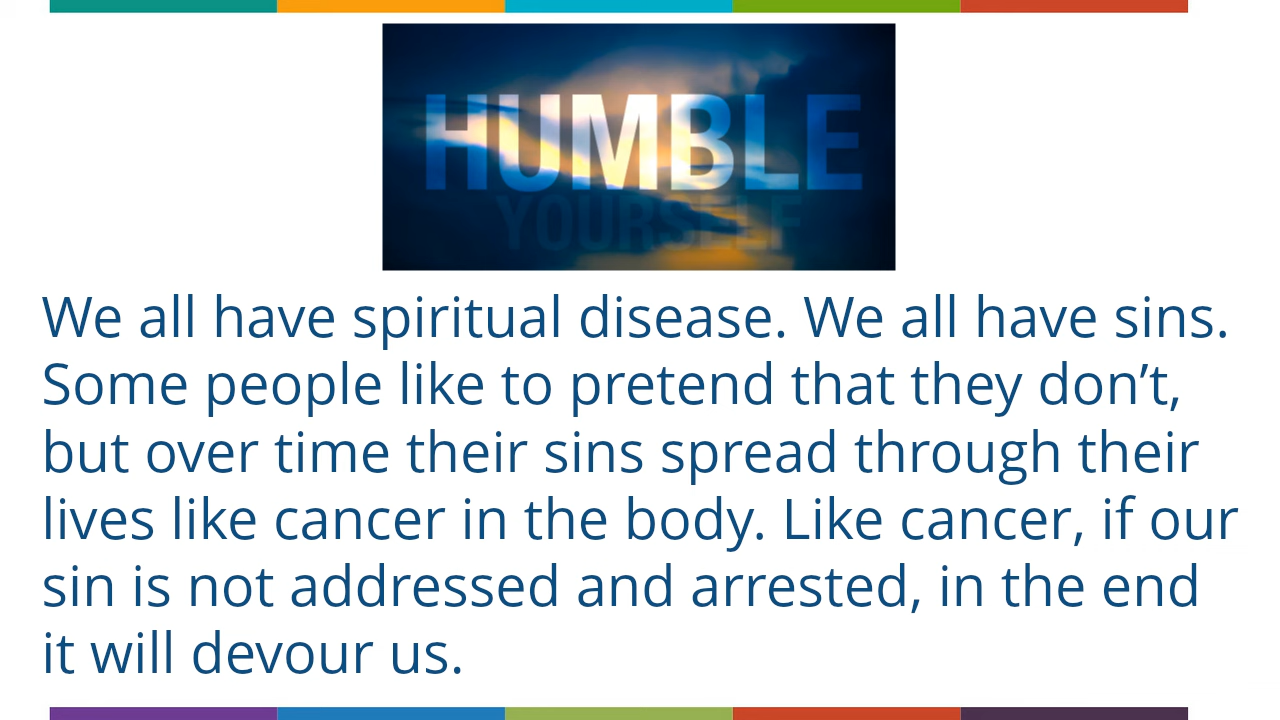 HUMBLE
YOURSELF
We all have spiritual disease. We all have sins.
Some people like to pretend that they don’t,
but over time their sins spread through their
lives like cancer in the body. Like cancer, if our
sin is not addressed and arrested, in the end
it will devour us.